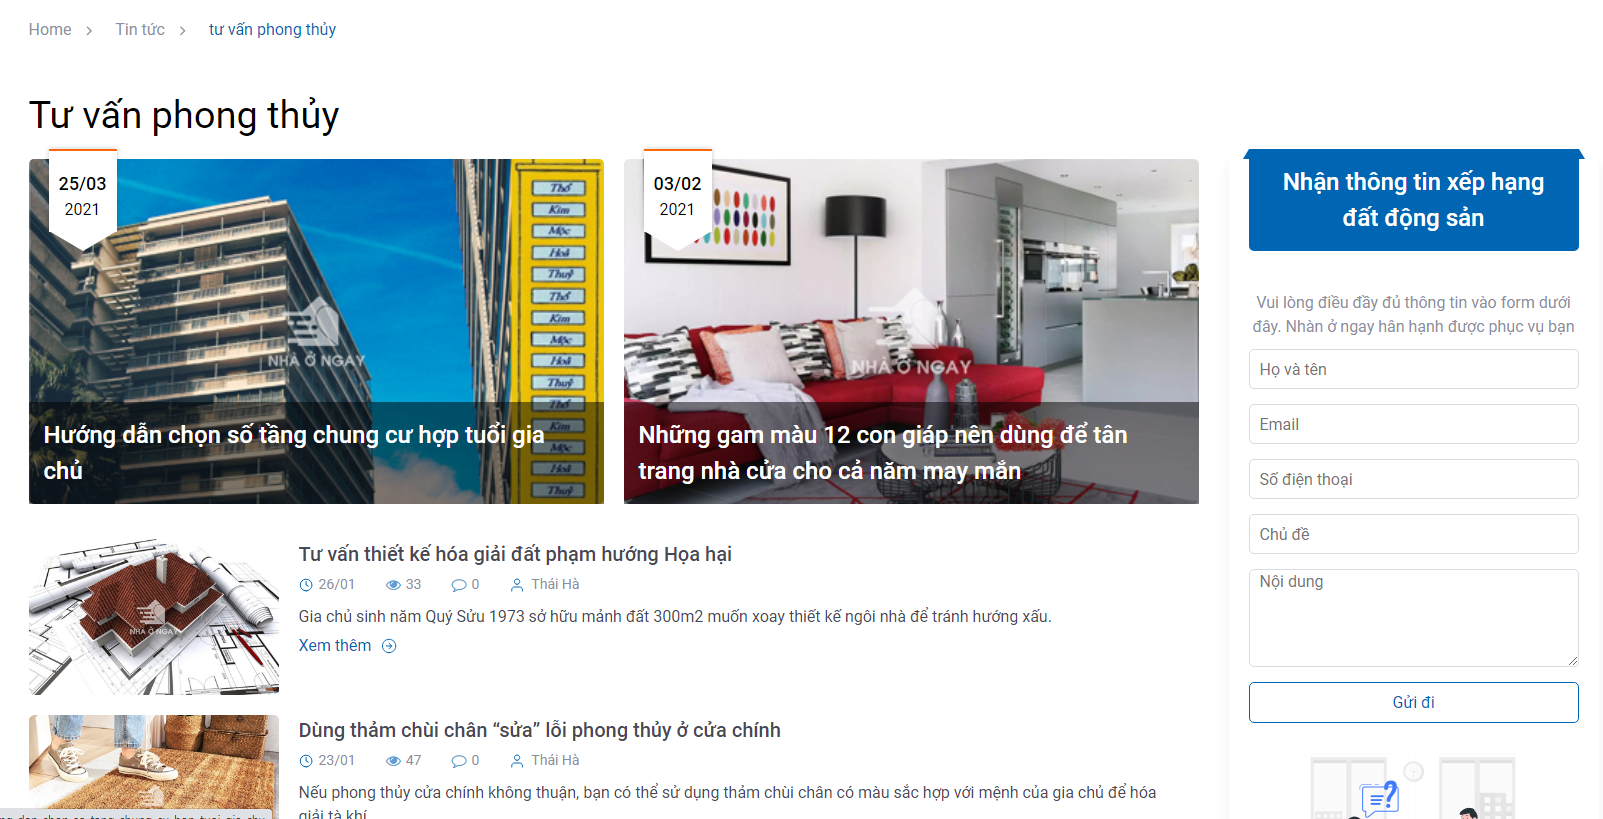 Home
Tin tức
tư vấn phong thủy
Tư vấn phong thủy
25/03
2021
Thổ
Kim
Mộc
Hoả
Thuỷ
Thổ
Kim
Mộc
Hoả
Thuỷ
Thổ
Kim
Mộc
Hoả
Thuỷ
NHÀ Ở NGAY
Hướng dẫn chọn số tầng chung cư hợp tuổi gia
chủ
03/02
2021
NHÀ Ở NGAY
Những gam màu 12 con giáp nên dùng để tân
trang nhà cửa cho cả năm may mắn
NHÀ Ở NGAY
Tư vấn thiết kế hóa giải đất phạm hướng Họa hại
26/01 33 0 Thái Hà
Gia chủ sinh năm Quý Sửu 1973 sở hữu mảnh đất 300m2 muốn xoay thiết kế ngôi nhà để tránh hướng xấu.
Xem thêm
Dùng thảm chùi chân “sửa” lỗi phong thủy ở cửa chính
23/01 47 0 Thái Hà
Nếu phong thủy cửa chính không thuận, bạn có thể sử dụng thảm chùi chân có màu sắc hợp với mệnh của gia chủ để hóa
giải tà khí
Nhận thông tin xếp hạng
đất động sản
Vui lòng điều đầy đủ thông tin vào form dưới
đây. Nhàn ở ngay hân hạnh được phục vụ bạn
Họ và tên
Email
Số điện thoại
Chủ đề
Nội dung
Gửi đi